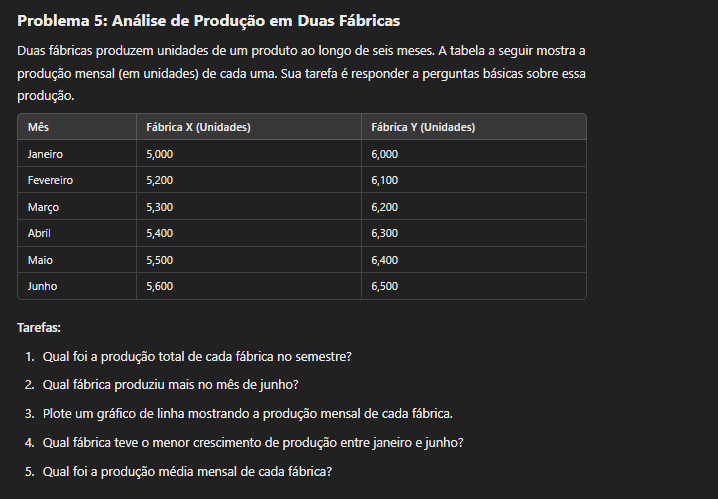 Problema 5: Análise de Produção em Duas Fábricas
Duas fábricas produzem unidades de um produto ao longo de seis meses. A tabela a seguir mostra a
produção mensal (em unidades) de cada uma. Sua tarefa é responder a perguntas básicas sobre essa
produção.
Mês Fábrica X (Unidades) Fábrica Y (Unidades)
Janeiro 5,000 6,000
Fevereiro 5,200 6,100
Março 5,300 6,200
Abril 5,400 6,300
Maio 5,500 6,400
Junho 5,600 6,500
Tarefas:
1. Qual foi a produção total de cada fábrica no semestre?
2. Qual fábrica produziu mais no mês de junho?
3. Plote um gráfico de linha mostrando a produção mensal de cada fábrica.
4. Qual fábrica teve o menor crescimento de produção entre janeiro e junho?
5. Qual foi a produção média mensal de cada fábrica?